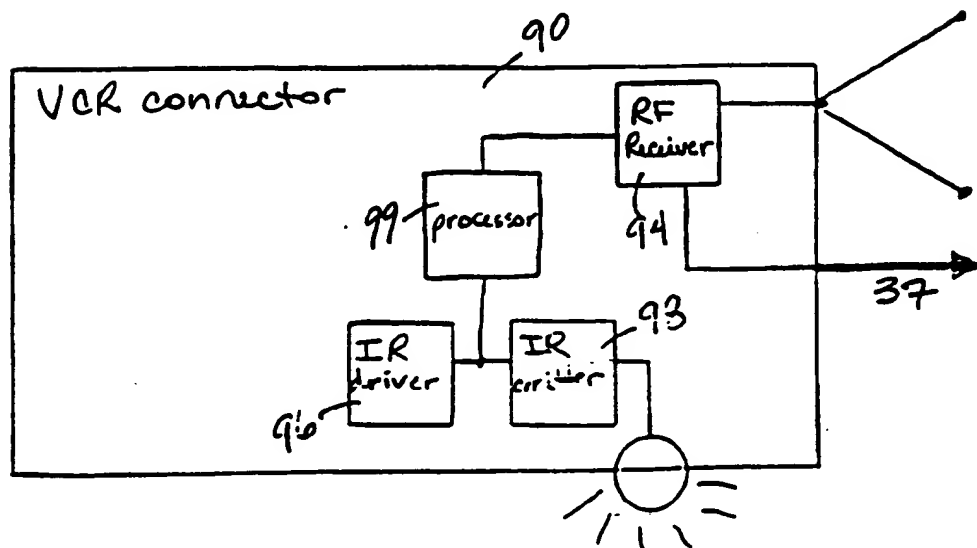 90
VCR connector
RF
Receiver
94
99
processor
37
93
IR
driver
IR
emitter
96